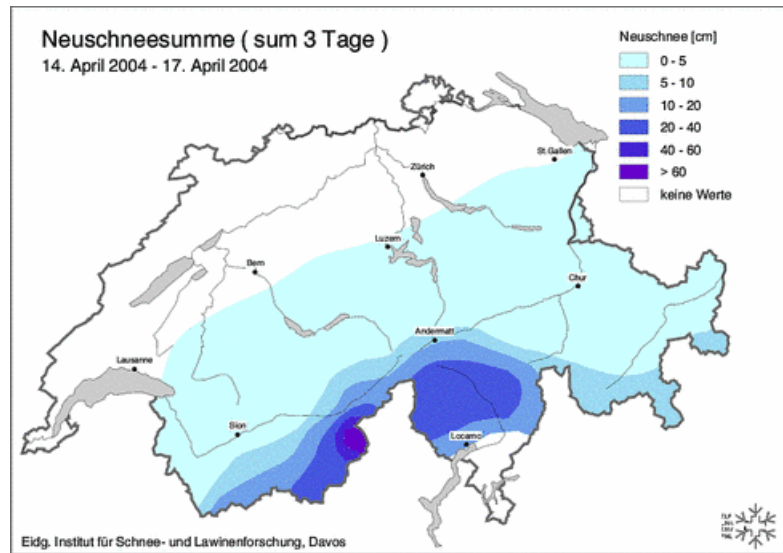 Neuschneesumme ( sum 3 Tage )
14. April 2004 - 17. April 2004
Neuschnee [cm]
0 - 5
5 - 10
10 - 20
20 - 40
40 - 60
> 60
keine Werte
St.Gallen
Zürich
Luzern
Bern
Chur
Andermatt
Lausanne
Sion
Locarno
Eidg. Institut für Schnee- und Lawinenforschung, Davos